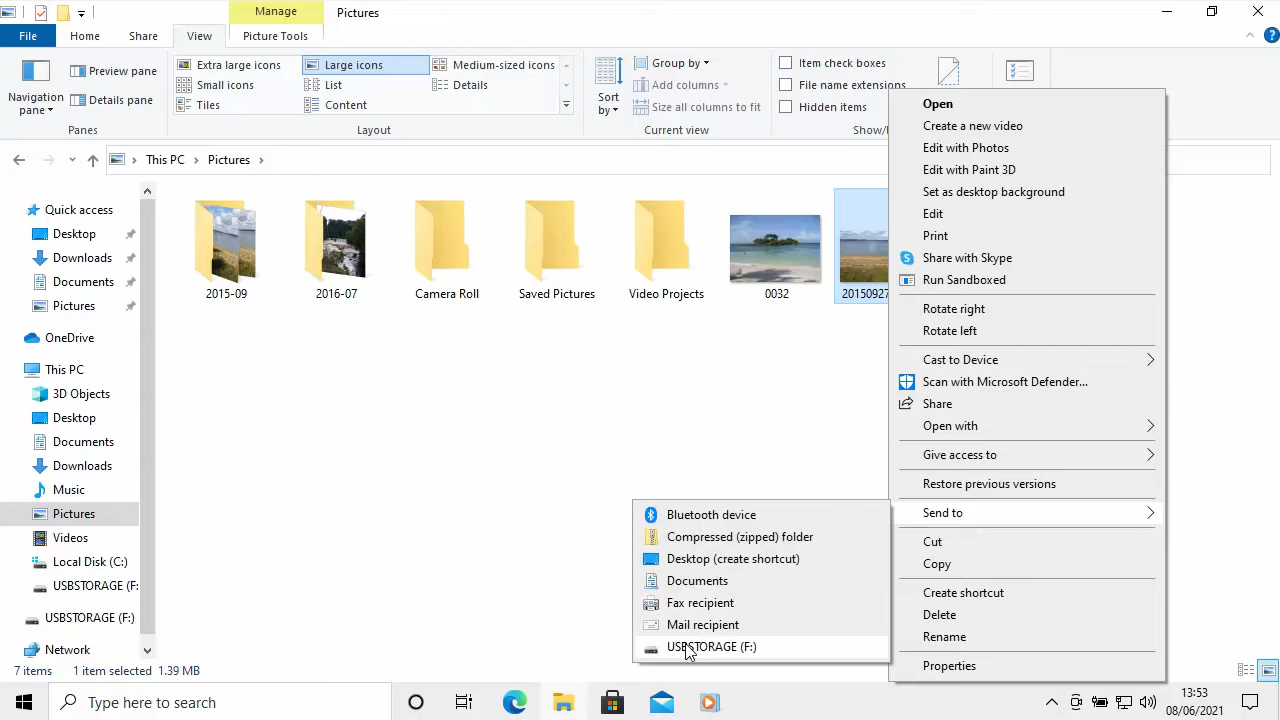 Manage
Pictures
File
Home
Share
View
Picture Tools
Navigation pane
Preview pane
Details pane
Panes
Extra large icons
Large icons
Medium-sized icons
Small icons
List
Details
Tiles
Content
Layout
Sort by
Group by
Add columns
Size all columns to fit
Current view
Item check boxes
File name extensions
Hidden items
Show/
This PC
Pictures
Quick access
Desktop
Downloads
Documents
Pictures
OneDrive
This PC
3D Objects
Desktop
Documents
Downloads
Music
Pictures
Videos
Local Disk (C:)
USBSTORAGE (F:
USBSTORAGE (F:)
Network
2015-09
2016-07
Camera Roll
Saved Pictures
Video Projects
0032
20150927
Open
Create a new video
Edit with Photos
Edit with Paint 3D
Set as desktop background
Edit
Print
Share with Skype
Run Sandboxed
Rotate right
Rotate left
Cast to Device
Scan with Microsoft Defender...
Share
Open with
Give access to
Restore previous versions
Send to
Cut
Copy
Create shortcut
Delete
Rename
Properties
Bluetooth device
Compressed (zipped) folder
Desktop (create shortcut)
Documents
Fax recipient
Mail recipient
USBSTORAGE (F:)
7 items
1 item selected 1.39 MB
Type here to search
13:53
08/06/2021